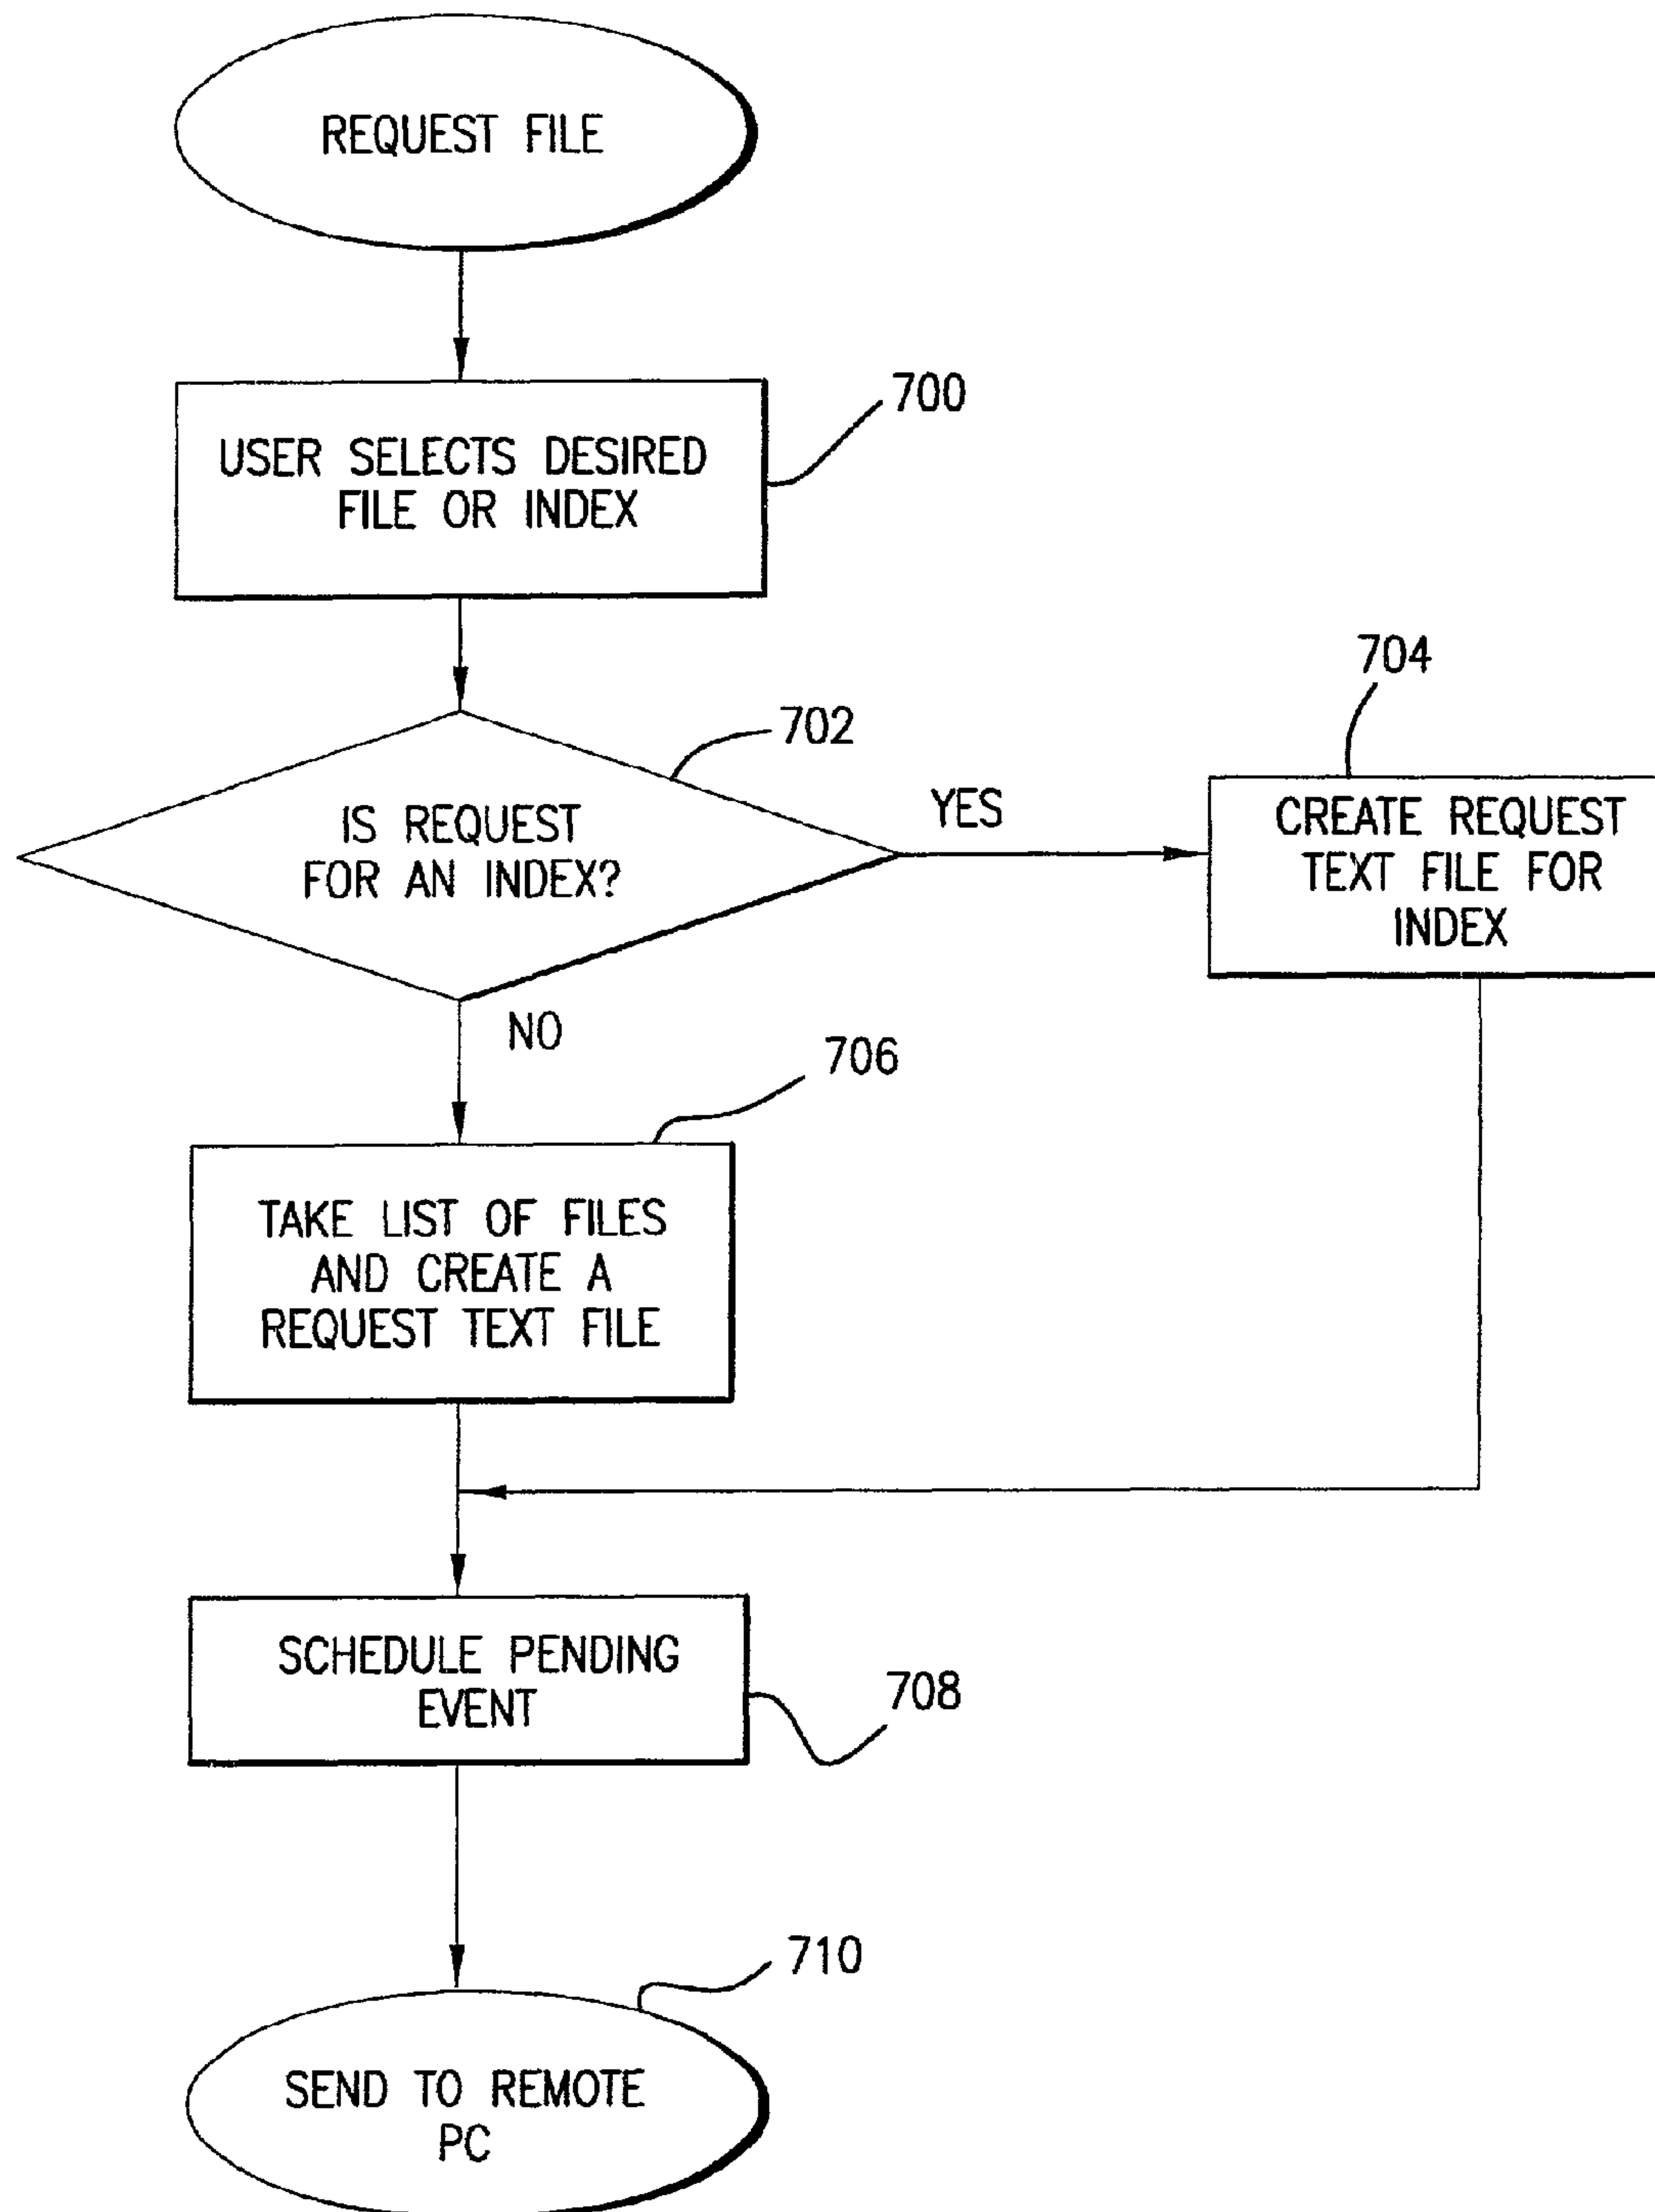 REQUEST FILE
700
USER SELECTS DESIRED
FILE OR INDEX
702
IS REQUEST
FOR AN INDEX?
YES
704
CREATE REQUEST
TEXT FILE FOR
INDEX
NO
706
TAKE LIST OF FILES
AND CREATE A
REQUEST TEXT FILE
SCHEDULE PENDING
EVENT
708
710
SEND TO REMOTE
PC